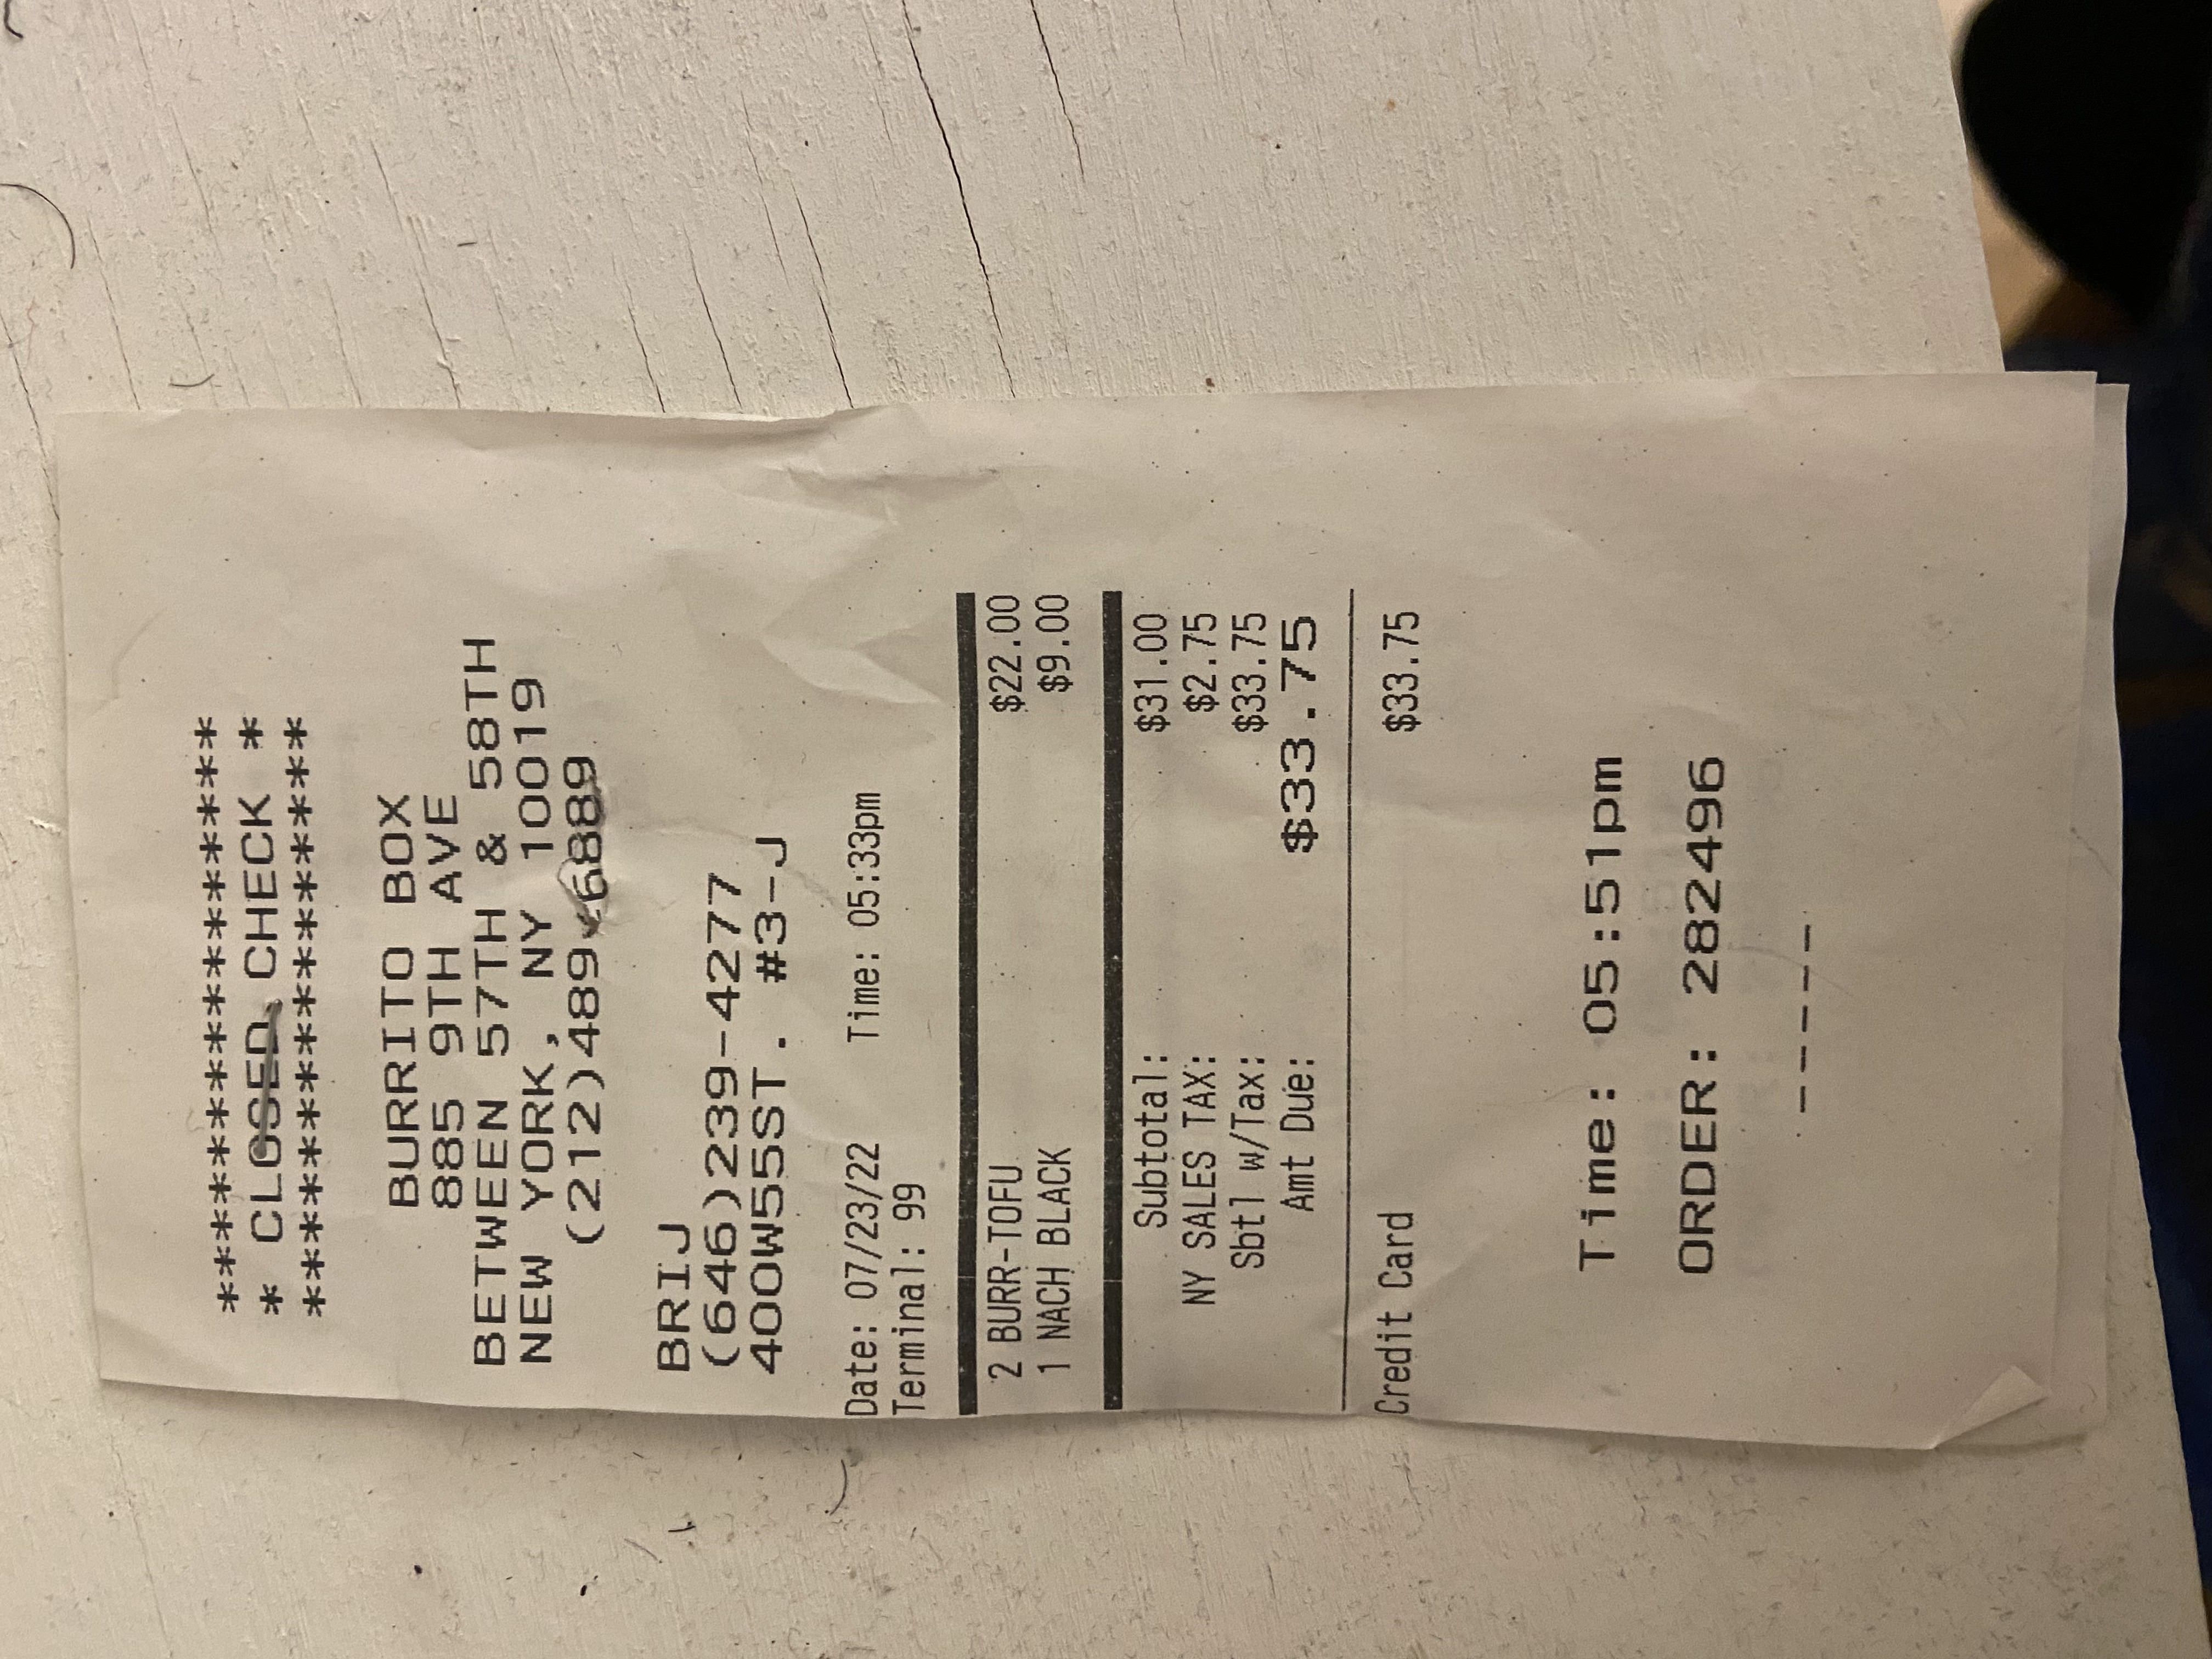 ****************
* CLOSED CHECK *
****************
BURRITO BOX
885 9TH AVE
BETWEEN 57TH & 58TH
NEW YORK, NY 10019
(212)489-6889
BRIJ
(646)239-4277
400W55ST. #3-J
Date: 07/23/22 Time: 05:33pm
Terminal: 99
2 BURR-TOFU $22.00
1 NACH BLACK $9.00
Subtotal: $31.00
NY SALES TAX: $2.75
Sbtl w/Tax: $33.75
Amt Due: $33.75
Credit Card $33.75
Time: 05:51pm
ORDER: 282496
-----